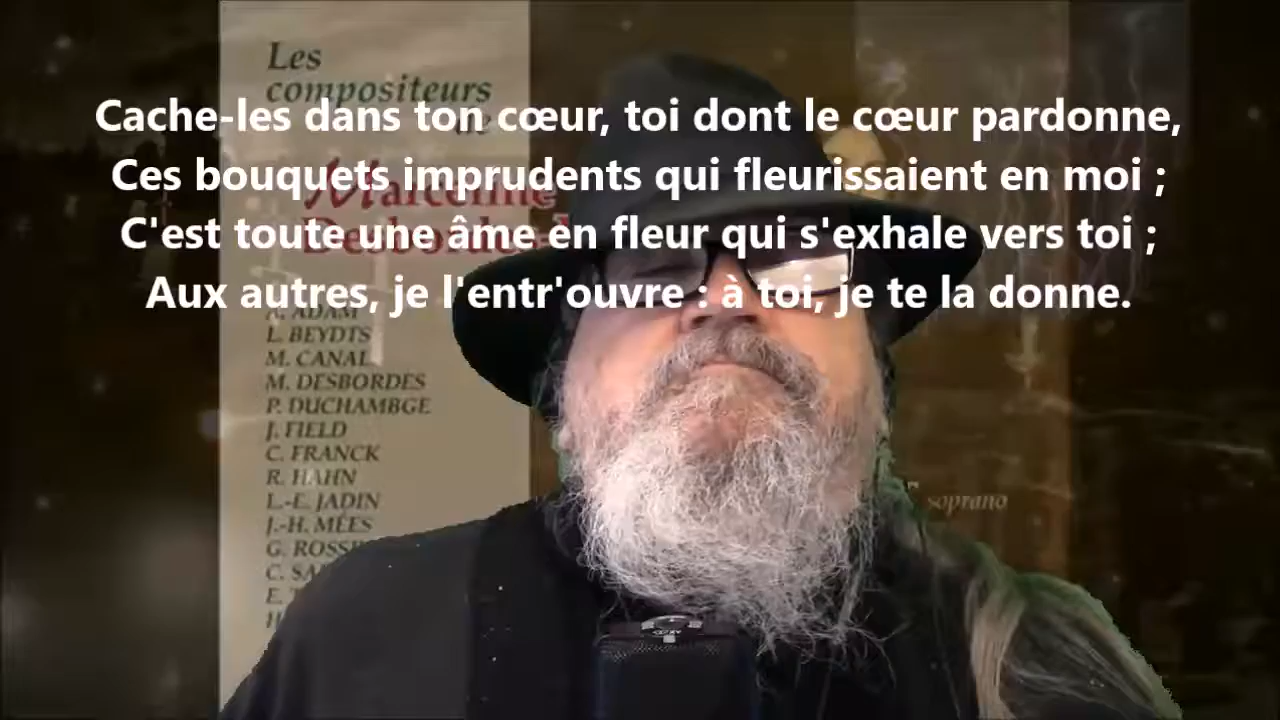 Les
compositeurs
de
Marceline
Cache-les dans ton cœur, toi dont le cœur pardonne,
Ces bouquets imprudents qui fleurissaient en moi ;
C'est toute une âme en fleur qui s'exhale vers toi ;
Aux autres, je l'entr'ouvre : à toi, je te la donne.
A. ADAM
L. BEYDTS
M. CANAL
M. DESBORDES
P. DUCHAMBGE
J. FIELD
C. FRANCK
R. HAHN
L.-E. JADIN
J.-H. MÉES
G.
C.
E.
soprano